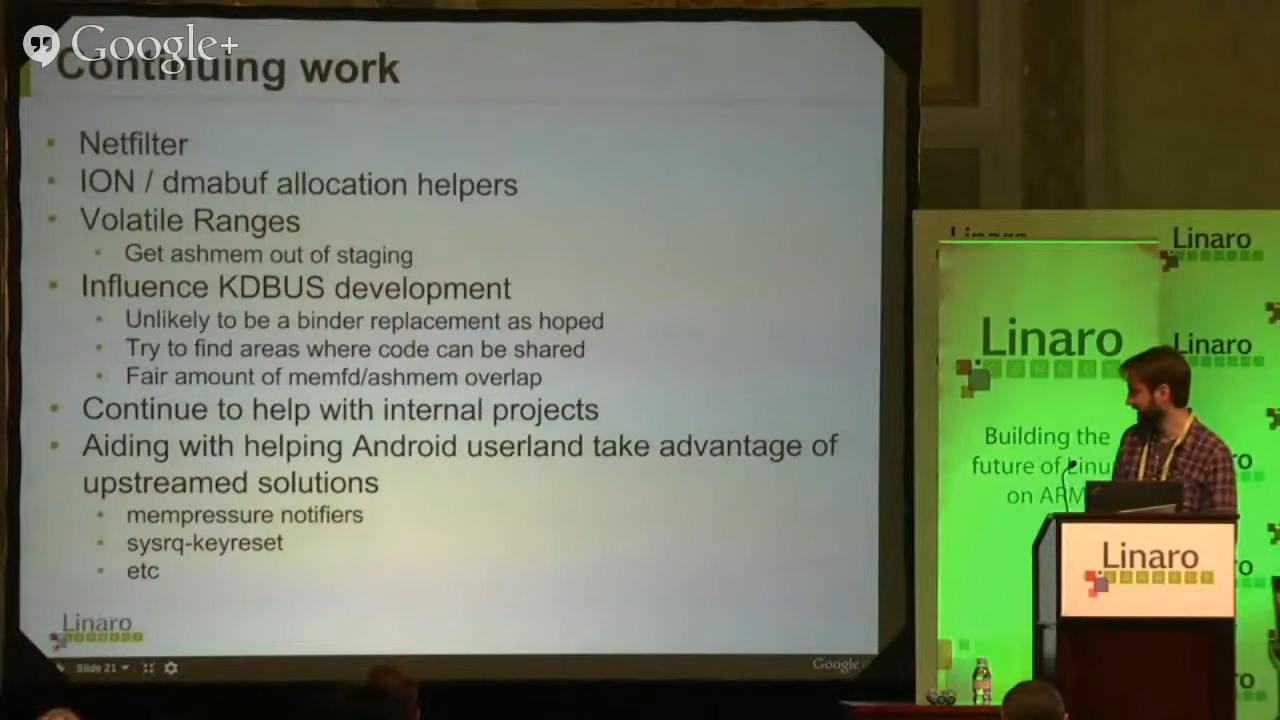 Google+
Continuing work
Netfilter
ION / dmabuf allocation helpers
Volatile Ranges
Get ashmem out of staging
Influence KDBUS development
Unlikely to be a binder replacement as hoped
Try to find areas where code can be shared
Fair amount of memfd/ashmem overlap
Continue to help with internal projects
Aiding with helping Android userland take advantage of
upstreamed solutions
mempressure notifiers
sysrq-keyreset
etc
Linaro
CONNECT
Slide 21
Google
Linaro
Linaro
Linaro
CONNECT
Linaro
Building the
future of Linu
on ARM
Linaro
CONNECT